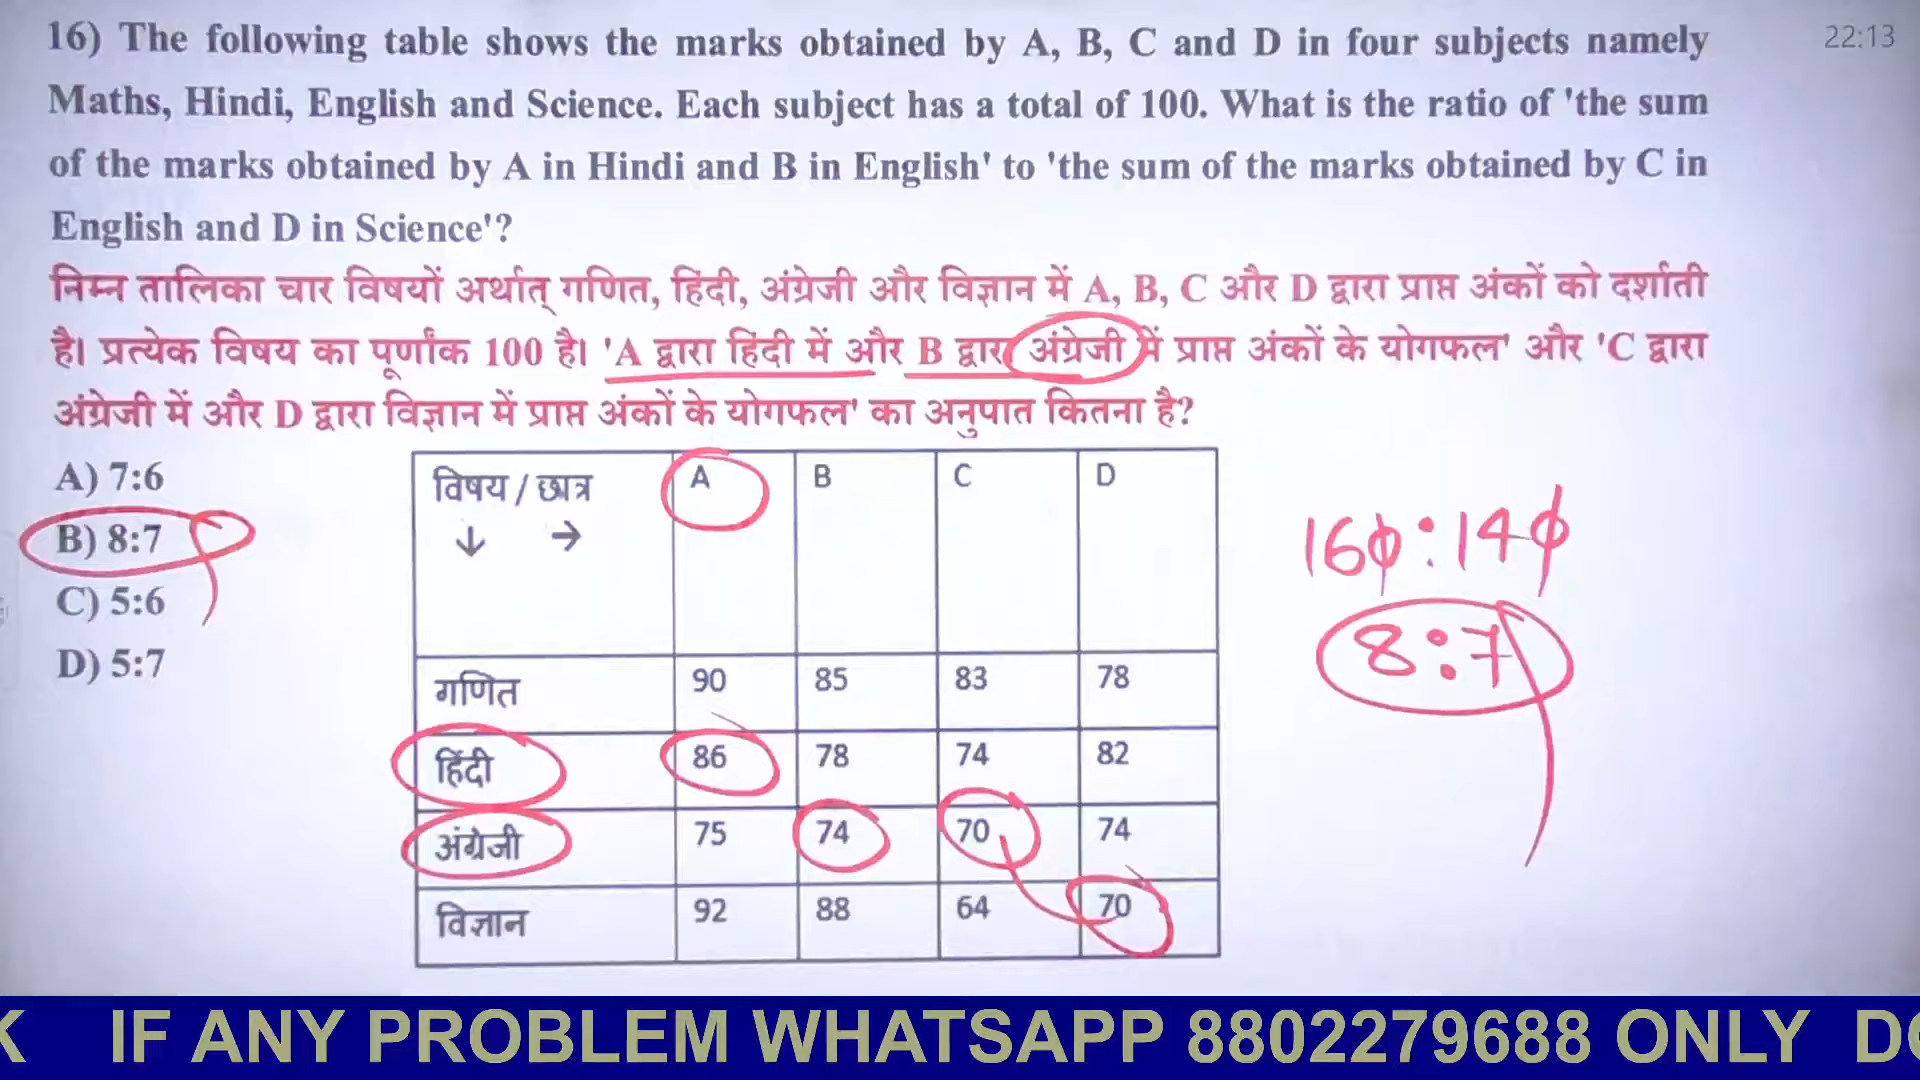 16) The following table shows the marks obtained by A, B, C and D in four subjects namely
22:13
Maths, Hindi, English and Science. Each subject has a total of 100. What is the ratio of 'the sum
of the marks obtained by A in Hindi and B in English' to 'the sum of the marks obtained by C in
English and D in Science'?
निम्न तालिका चार विषयों अर्थात् गणित, हिंदी, अंग्रेजी और विज्ञान में A, B, C और D द्वारा प्राप्त अंकों को दर्शाती
है। प्रत्येक विषय का पूर्णांक 100 है। 'A द्वारा हिंदी में और B द्वारा अंग्रेजी में प्राप्त अंकों के योगफल' और 'C द्वारा
अंग्रेजी में और D द्वारा विज्ञान में प्राप्त अंकों के योगफल' का अनुपात कितना है?
A) 7:6
B) 8:7
C) 5:6
D) 5:7
विषय / छात्र A B C D
↓ →
गणित 90 85 83 78
हिंदी 86 78 74 82
अंग्रेजी 75 74 70 74
विज्ञान 92 88 64 70
160:140
8:7
K IF ANY PROBLEM WHATSAPP 8802279688 ONLY